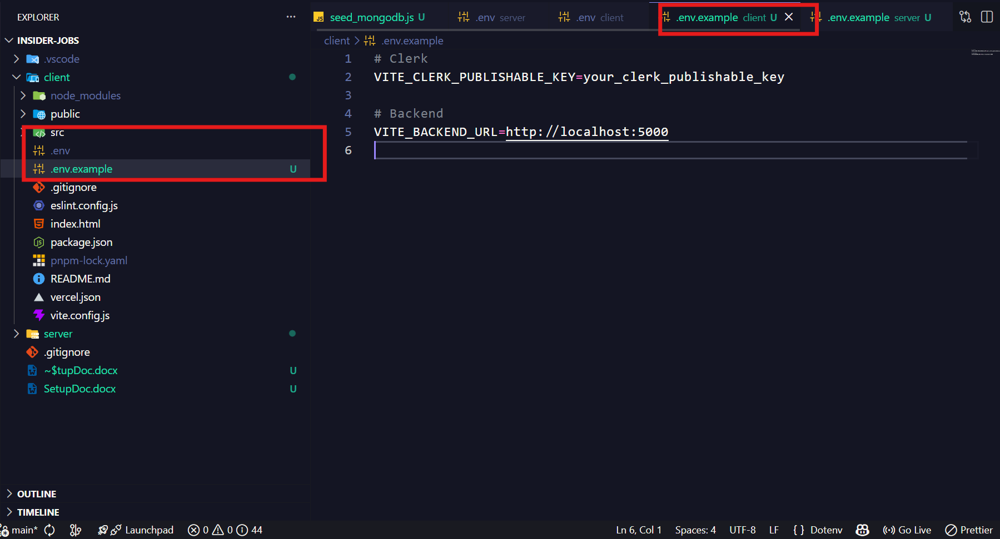 EXPLORER
INSIDER-JOBS
.vscode
client
node_modules
public
src
.env
.env.example U
.gitignore
eslint.config.js
index.html
package.json
pnpm-lock.yaml
README.md
vercel.json
vite.config.js
server
.gitignore
~$tupDoc.docx U
SetupDoc.docx U
OUTLINE
TIMELINE
seed_mongodb.js U .env server .env client .env.example client U .env.example server U
client > .env.example
1 # Clerk
2 VITE_CLERK_PUBLISHABLE_KEY=your_clerk_publishable_key
3
4 # Backend
5 VITE_BACKEND_URL=http://localhost:5000
6
main* Launchpad 0 0 44 Ln 6, Col 1 Spaces: 4 UTF-8 LF { } Dotenv Go Live Prettier